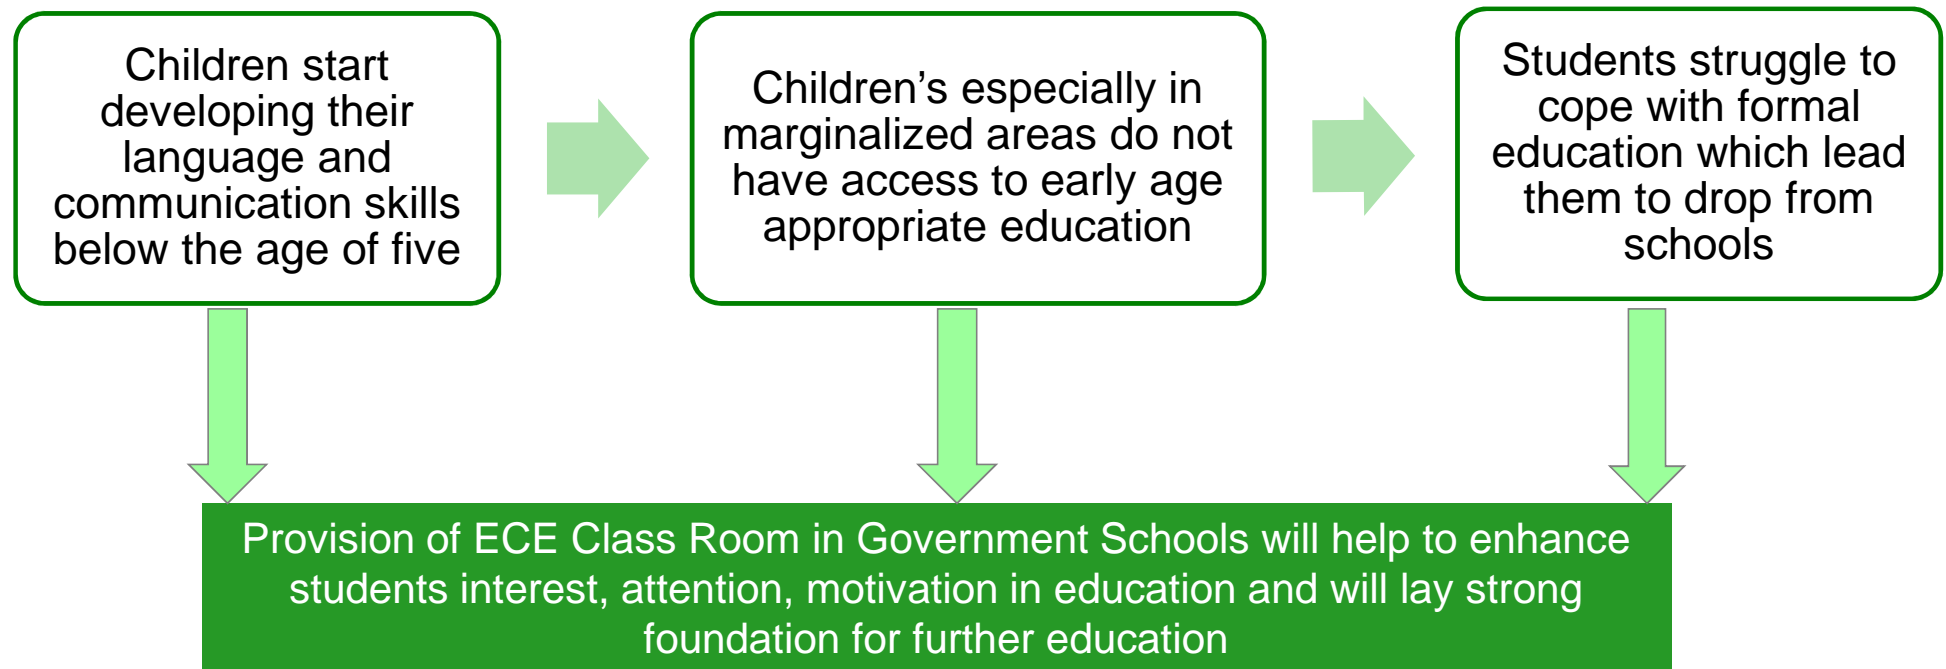 Children start
developing their
language and
communication skills
below the age of five
Children’s especially in
marginalized areas do not
have access to early age
appropriate education
Students struggle to
cope with formal
education which lead
them to drop from
schools
Provision of ECE Class Room in Government Schools will help to enhance
students interest, attention, motivation in education and will lay strong
foundation for further education